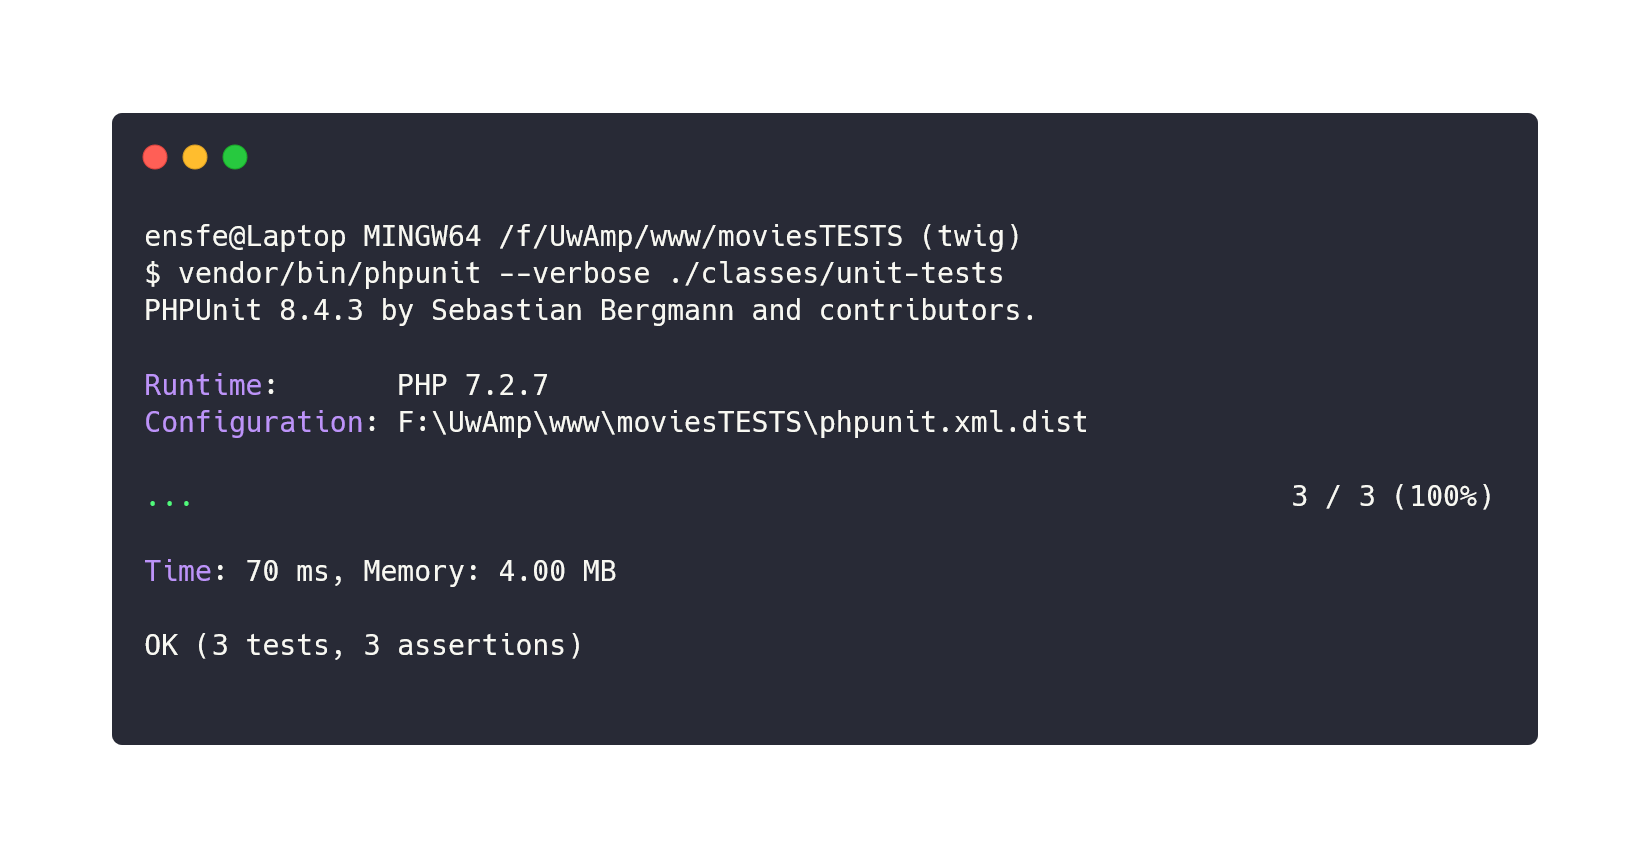 ensfe@Laptop MINGW64 /f/UwAmp/www/moviesTESTS (twig)
$ vendor/bin/phpunit --verbose ./classes/unit-tests
PHPUnit 8.4.3 by Sebastian Bergmann and contributors.
Runtime:       PHP 7.2.7
Configuration: F:\UwAmp\www\moviesTESTS\phpunit.xml.dist
...                                                                 3 / 3 (100%)
Time: 70 ms, Memory: 4.00 MB
OK (3 tests, 3 assertions)